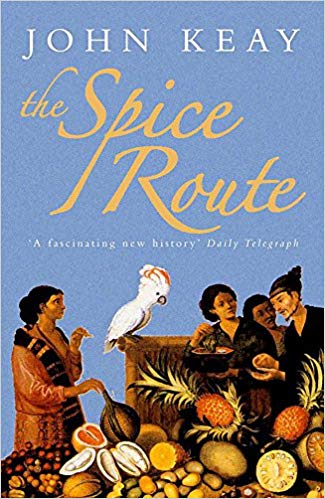 JOHN KEAY
the Spice
Route
‘A fascinating new history’ Daily Telegraph